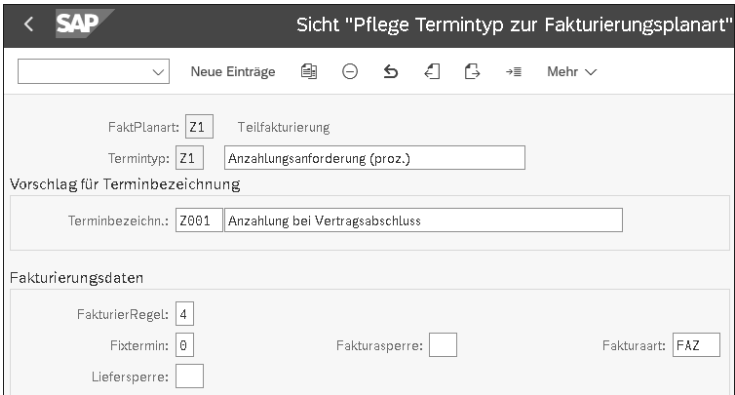 SAP Sicht "Pflege Termintyp zur Fakturierungsplanart"
Neue Einträge Mehr
FaktPlanart: Z1 Teilfakturierung
Termintyp: Z1 Anzahlungsanforderung (proz.)
Vorschlag für Terminbezeichnung
Terminbezeichn.: Z001 Anzahlung bei Vertragsabschluss
Fakturierungsdaten
FakturierRegel: 4
Fixtermin: 0 Fakturasperre: Fakturaart: FAZ
Liefersperre: